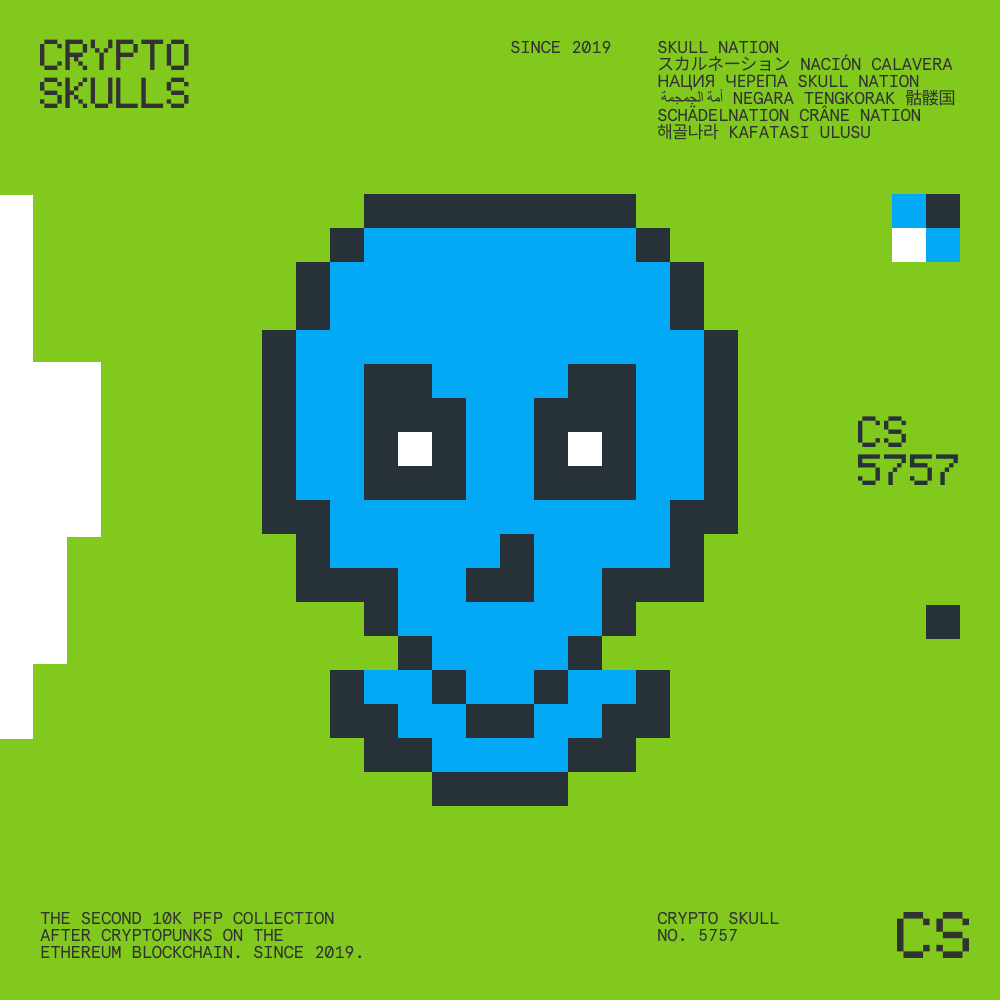 CRYPTO
SKULLS
SINCE 2019
SKULL NATION
スカルネーション NACIÓN CALAVERA
НАЦИЯ ЧЕРЕПА SKULL NATION
أمة الجمجمة NEGARA TENGKORAK 骷髅国
SCHÄDELNATION CRÂNE NATION
해골나라 KAFATASI ULUSU
CS
5757
THE SECOND 10K PFP COLLECTION
AFTER CRYPTOPUNKS ON THE
ETHEREUM BLOCKCHAIN. SINCE 2019.
CRYPTO SKULL
NO. 5757
CS